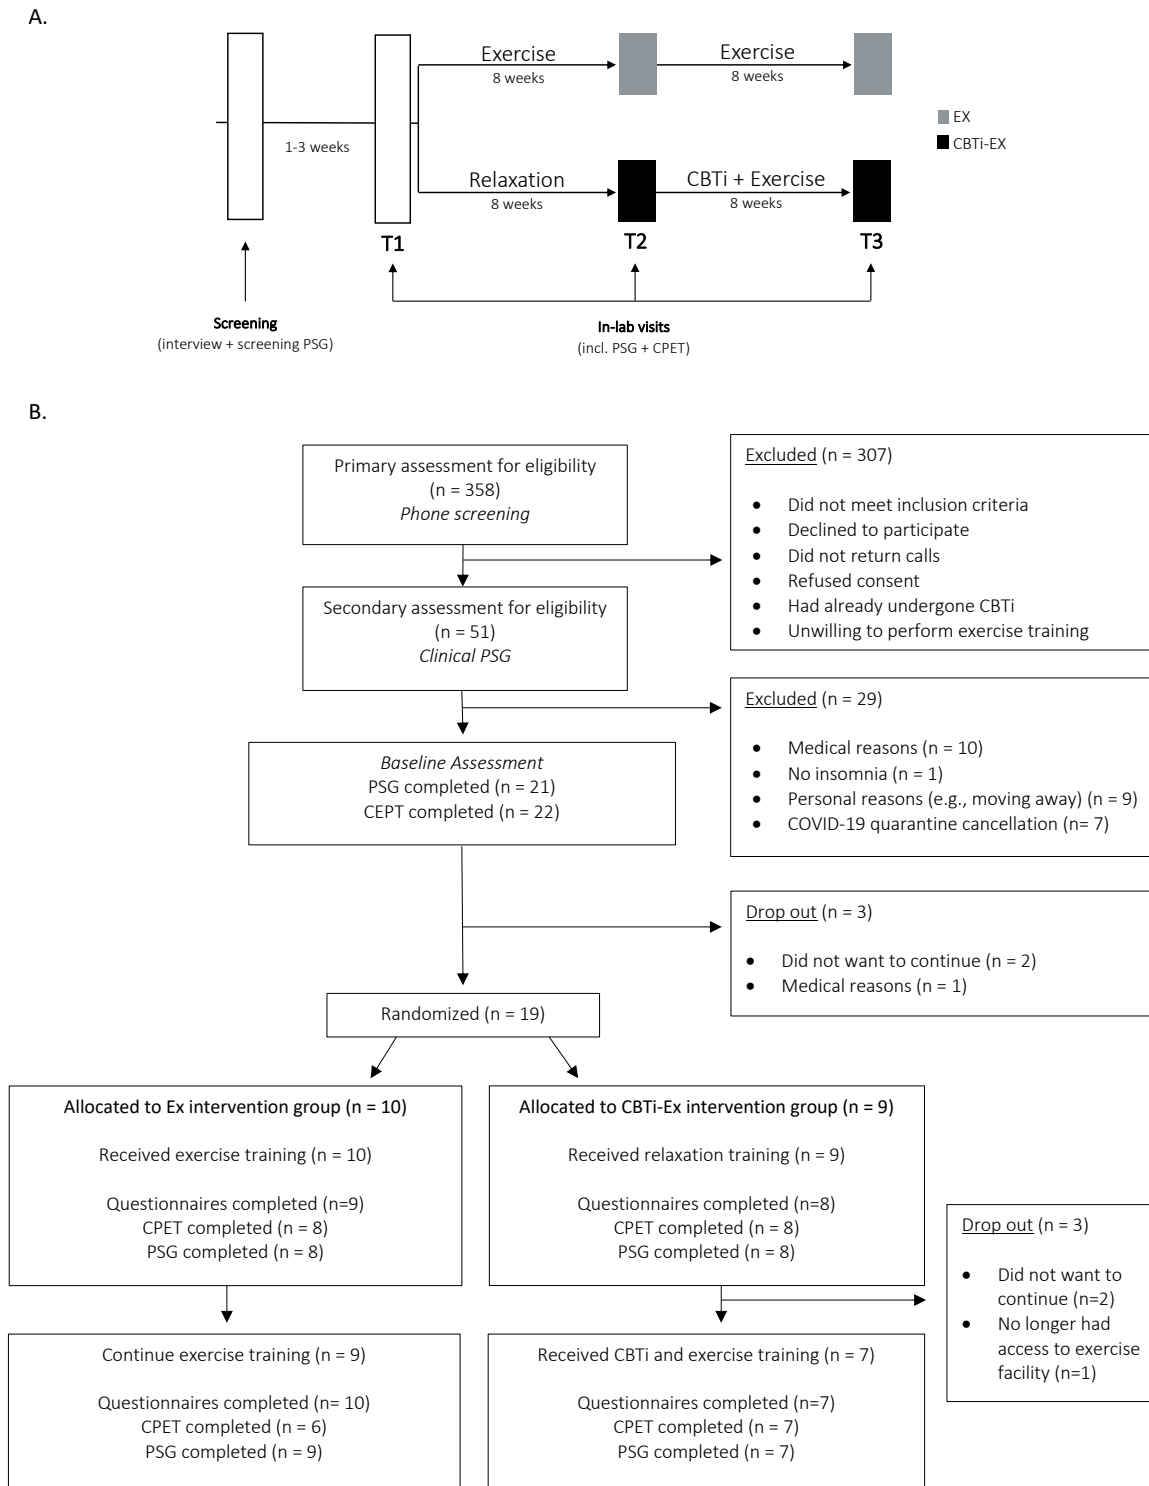 A.
Exercise
8 weeks
Exercise
8 weeks
EX
CBTi-EX
1-3 weeks
Relaxation
8 weeks
CBTi + Exercise
8 weeks
T1
T2
T3
Screening
(interview + screening PSG)
In-lab visits
(incl. PSG + CPET)
B.
Primary assessment for eligibility
(n = 358)
Phone screening
Excluded (n = 307)
• Did not meet inclusion criteria
• Declined to participate
• Did not return calls
• Refused consent
• Had already undergone CBTi
• Unwilling to perform exercise training
Secondary assessment for eligibility
(n = 51)
Clinical PSG
Excluded (n = 29)
• Medical reasons (n = 10)
• No insomnia (n = 1)
• Personal reasons (e.g., moving away) (n = 9)
• COVID-19 quarantine cancellation (n= 7)
Baseline Assessment
PSG completed (n = 21)
CEPT completed (n = 22)
Drop out (n = 3)
• Did not want to continue (n = 2)
• Medical reasons (n = 1)
Randomized (n = 19)
Allocated to Ex intervention group (n = 10)
Received exercise training (n = 10)
Questionnaires completed (n=9)
CPET completed (n = 8)
PSG completed (n = 8)
Allocated to CBTi-Ex intervention group (n = 9)
Received relaxation training (n = 9)
Questionnaires completed (n=8)
CPET completed (n = 8)
PSG completed (n = 8)
Drop out (n = 3)
• Did not want to
continue (n=2)
• No longer had
access to exercise
facility (n=1)
Continue exercise training (n = 9)
Questionnaires completed (n= 10)
CPET completed (n = 6)
PSG completed (n = 9)
Received CBTi and exercise training (n = 7)
Questionnaires completed (n=7)
CPET completed (n = 7)
PSG completed (n = 7)